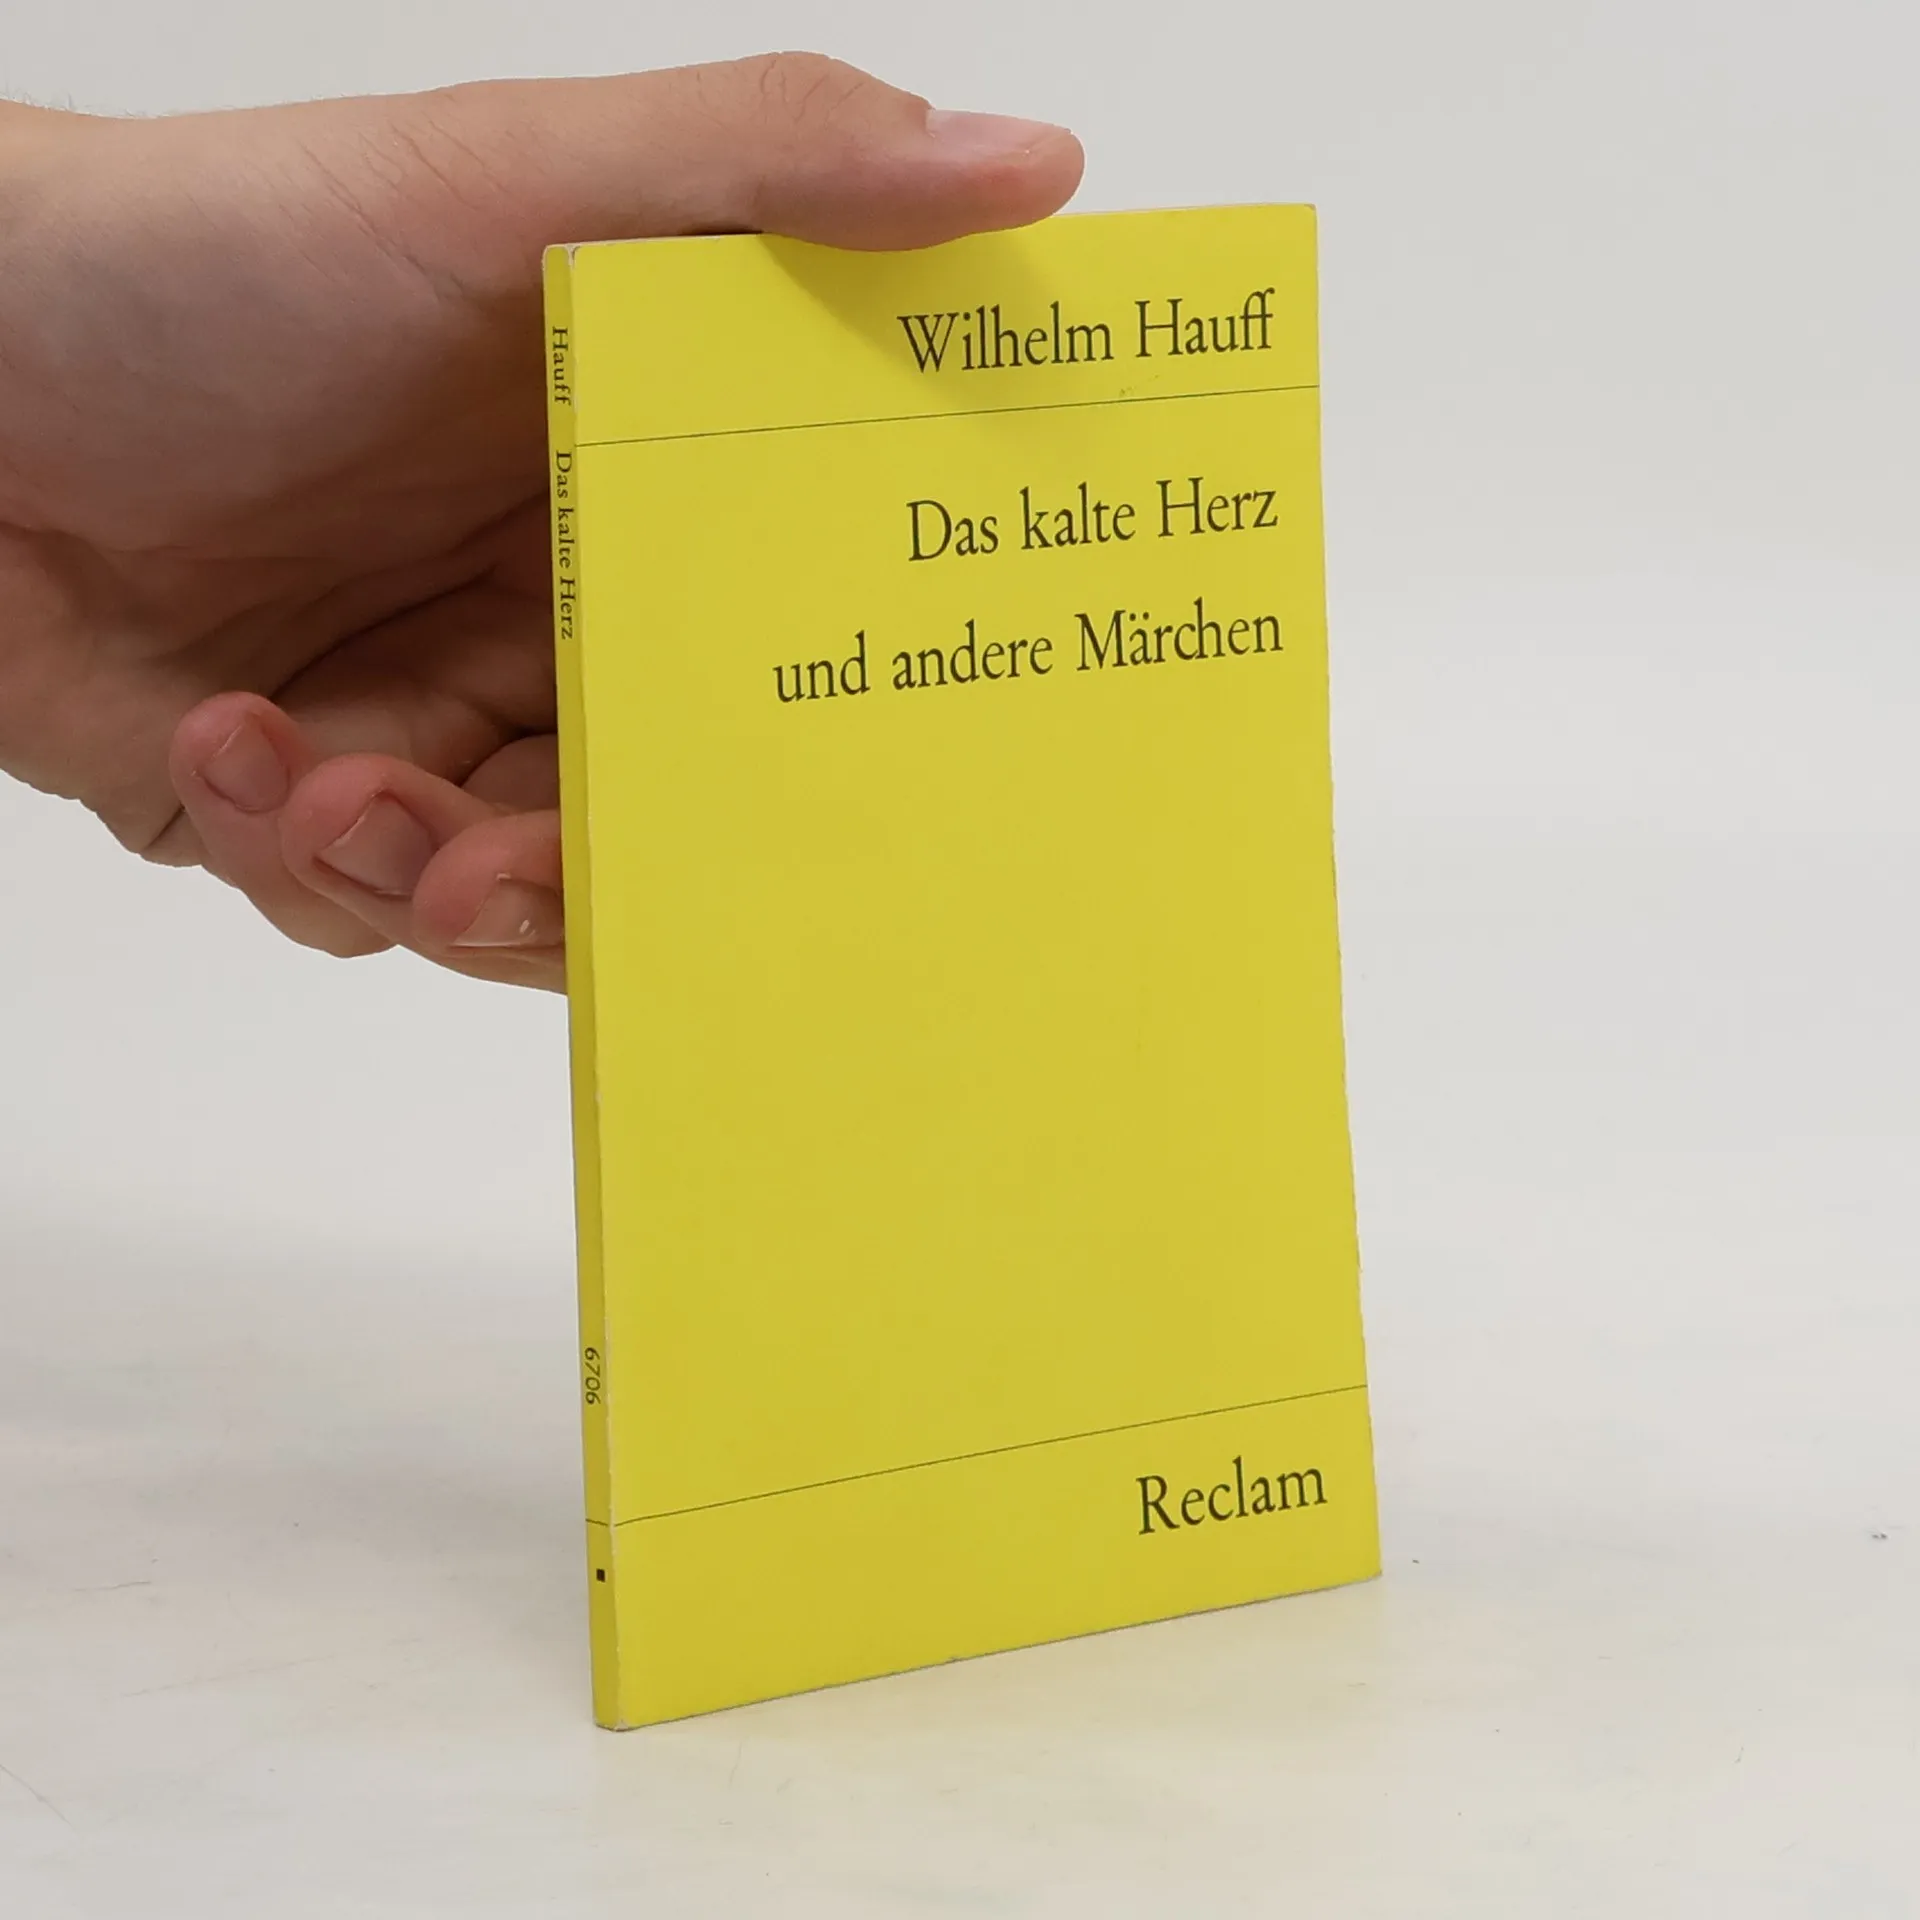 Wilhelm Hauff
Das kalte Herz
und andere Märchen
Reclam
Hauff Das kalte Herz
6706